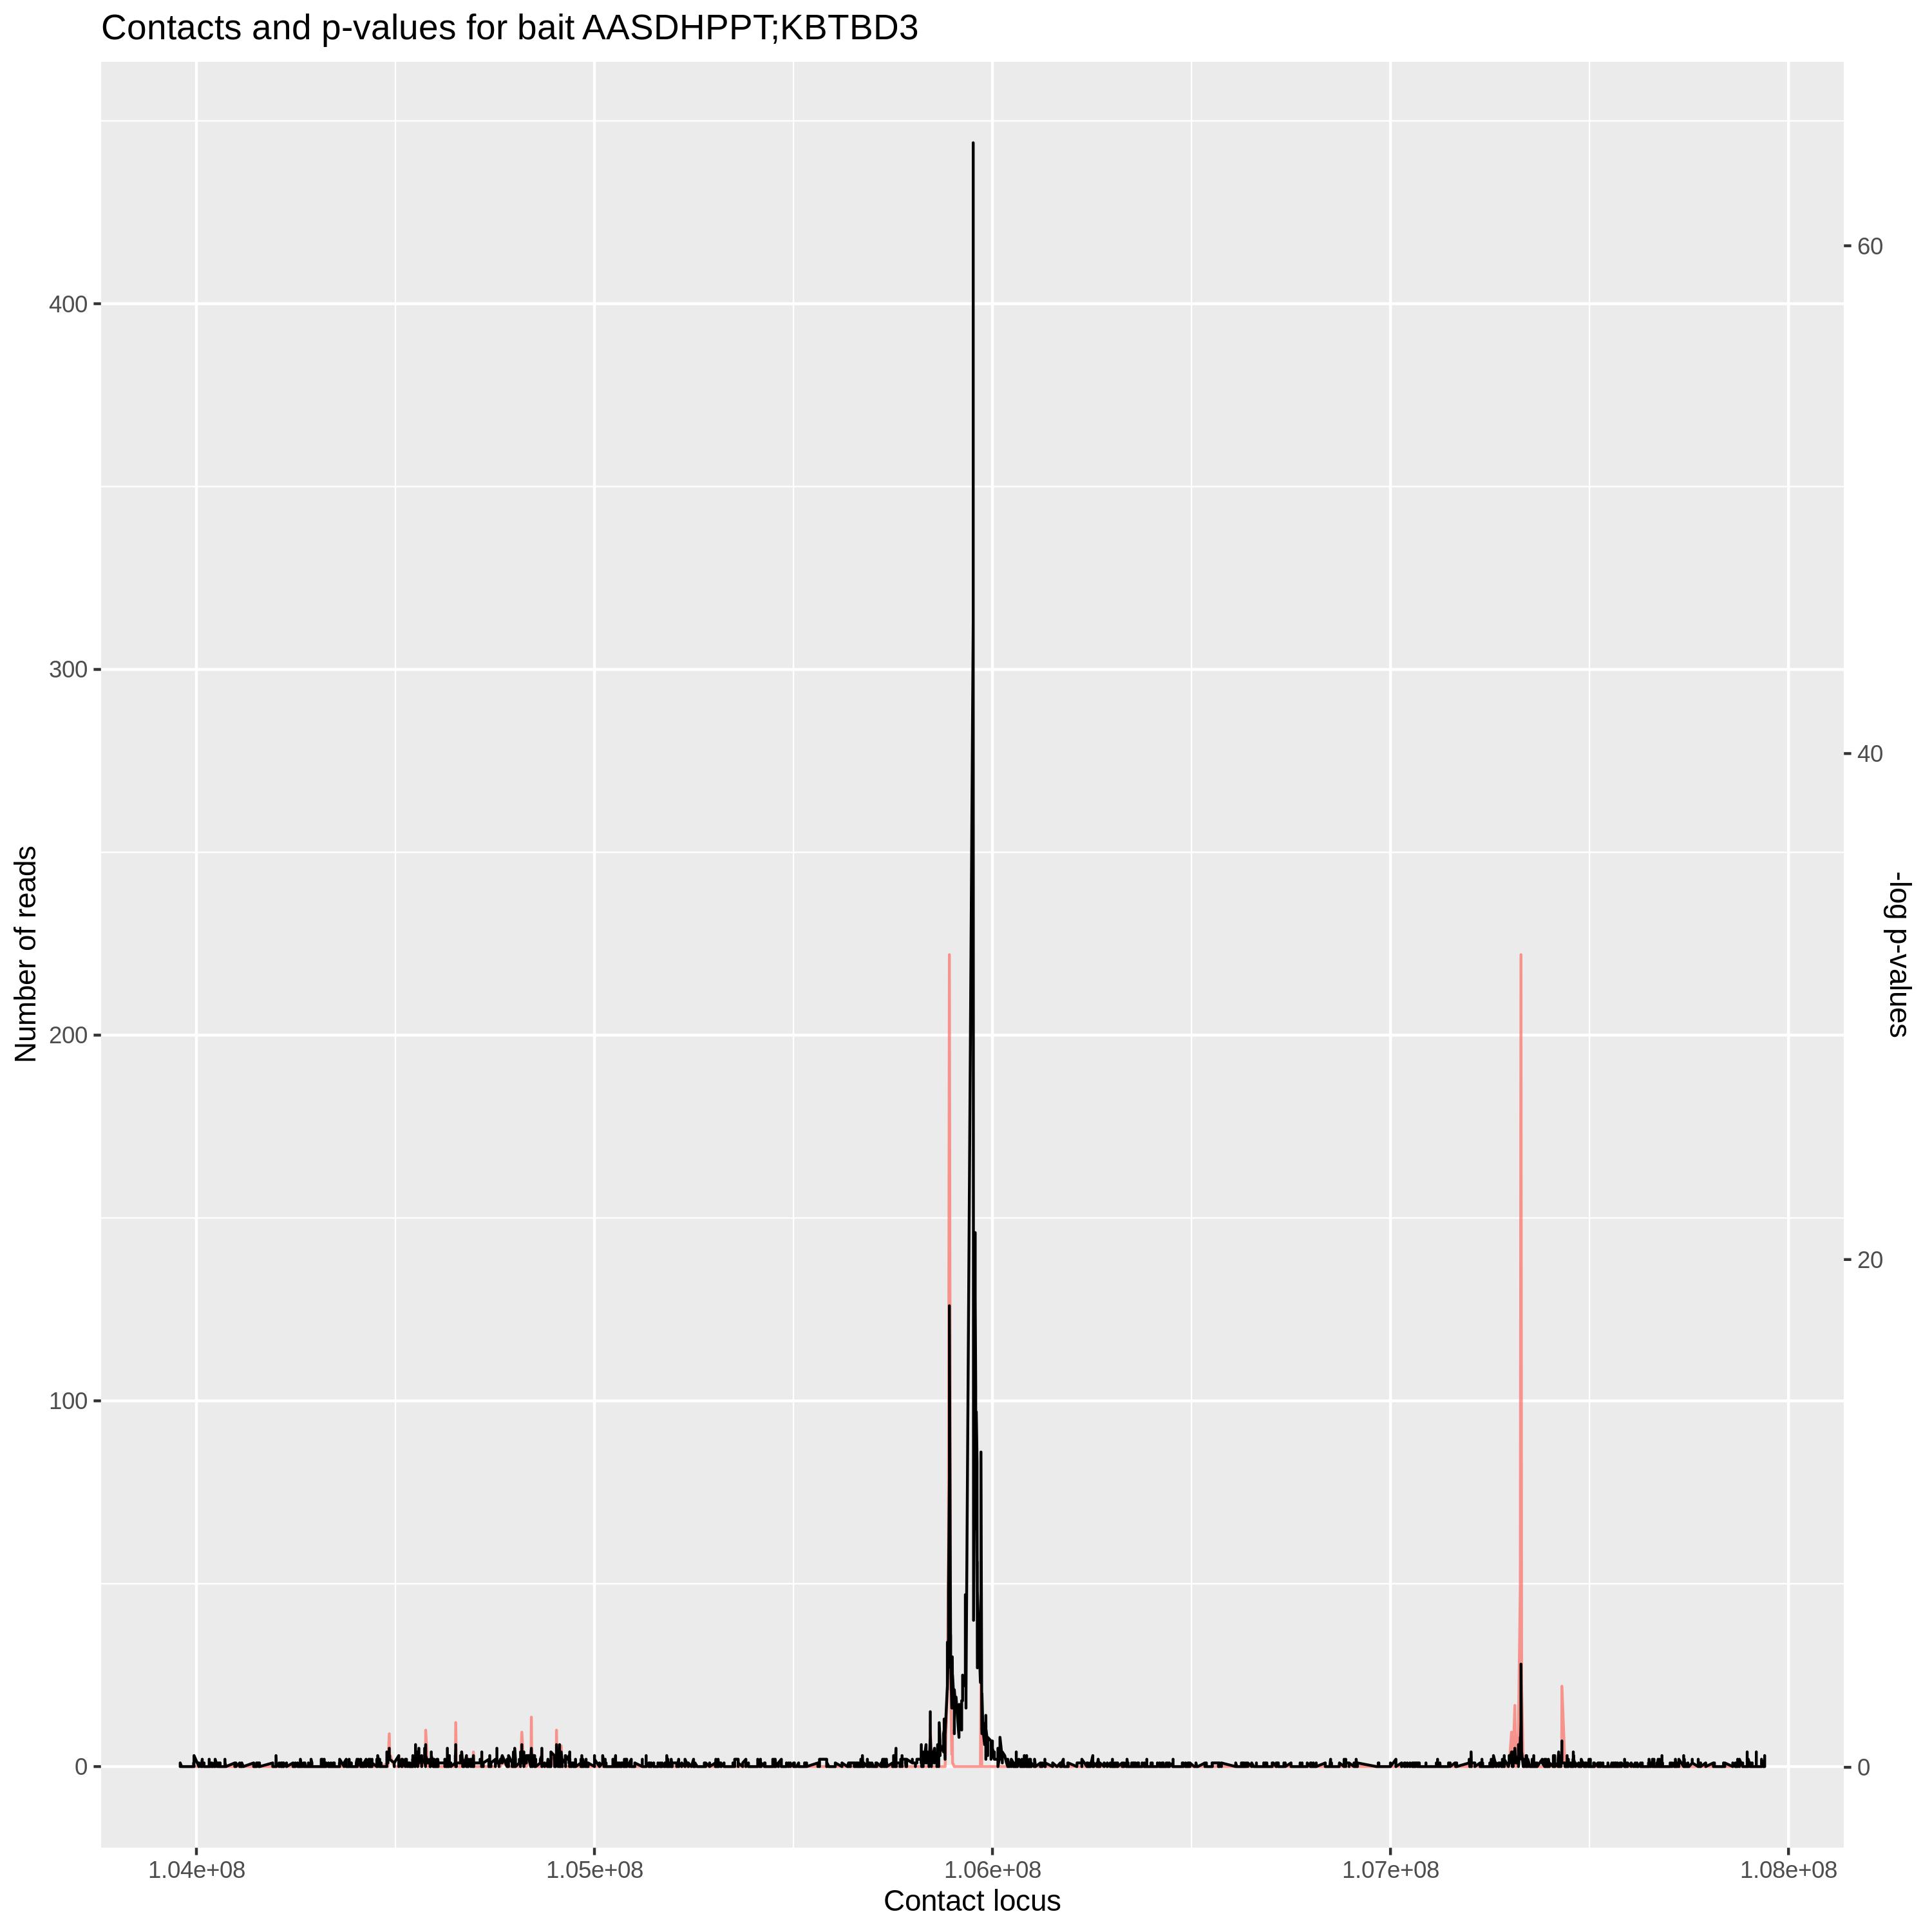 Contacts and p-values for bait AASDHPPT;KBTBD3
Number of reads
400
300
200
100
0
60
40
20
0
-log p-values
1.04e+08
1.05e+08
1.06e+08
1.07e+08
1.08e+08
Contact locus